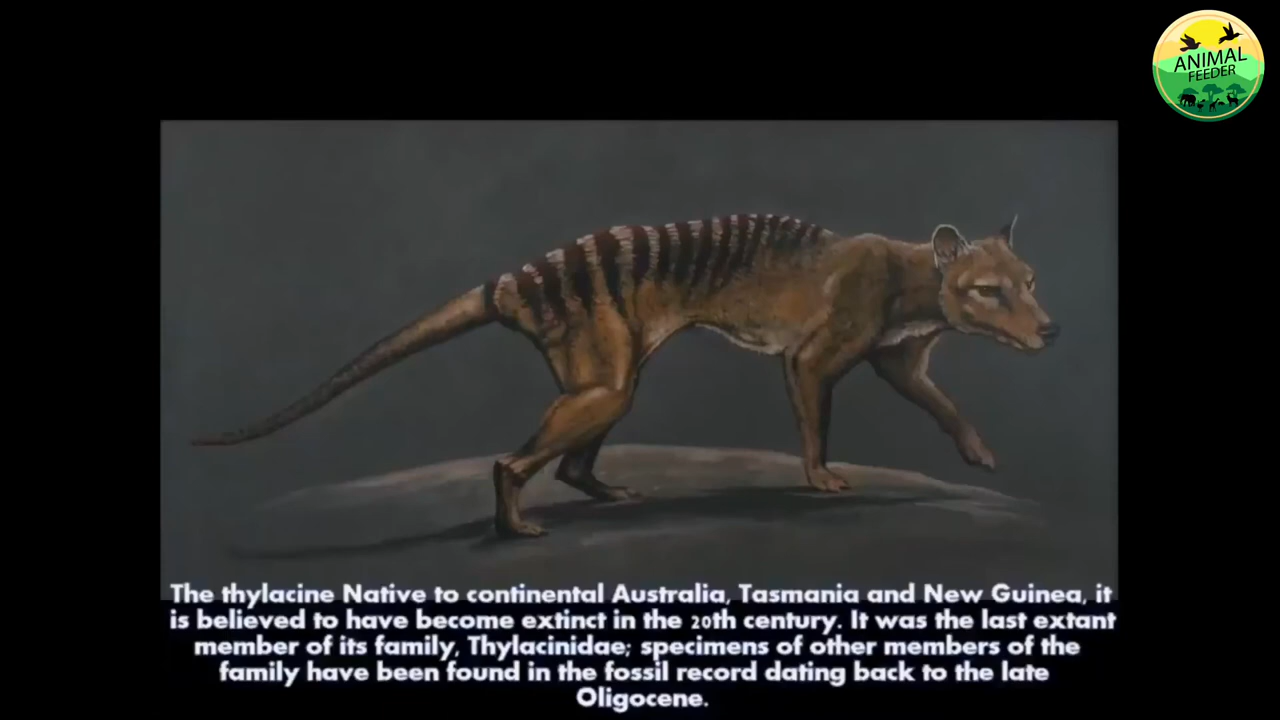 ANIMAL
FEEDER
The thylacine Native to continental Australia, Tasmania and New Guinea, it
is believed to have become extinct in the 20th century. It was the last extant
member of its family, Thylacinidae; specimens of other members of the
family have been found in the fossil record dating back to the late
Oligocene.